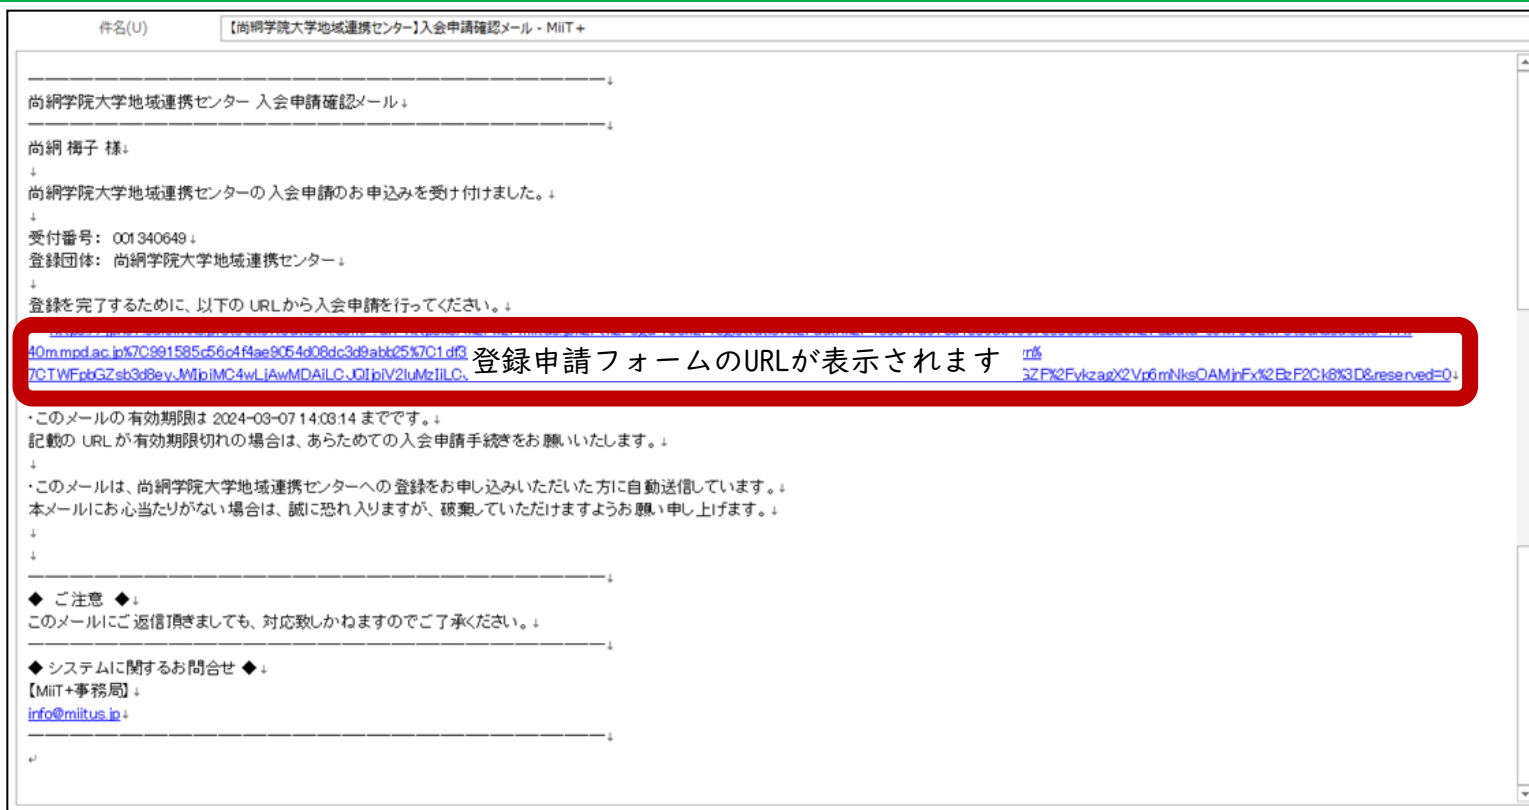 件名(U) 【尚絅学院大学地域連携センター】入会申請確認メール - MiiT+
尚絅学院大学地域連携センター 入会申請確認メール↓
尚絅 梅子 様↓
↓
尚絅学院大学地域連携センターの入会申請のお申込みを受け付けました。↓
↓
受付番号： 001340649↓
登録団体： 尚絅学院大学地域連携センター↓
↓
登録を完了するために、以下の URLから入会申請を行ってください。↓
登録申請フォームのURLが表示されます
・このメールの有効期限は 2024-03-07 14:03:14 までです。↓
記載の URL が有効期限切れの場合は、あらためての入会申請手続きをお願いいたします。↓
↓
・このメールは、尚絅学院大学地域連携センターへの登録をお申し込みいただいた方に自動送信しています。↓
本メールにお心当たりがない場合は、誠に恐れ入りますが、破棄していただけますようお願い申し上げます。↓
↓
↓
◆ ご注意 ◆↓
このメールにご返信頂きましても、対応致しかねますのでご了承ください。↓
◆ システムに関するお問合せ ◆↓
【MiiT+事務局】↓
info@miitus.jp↓